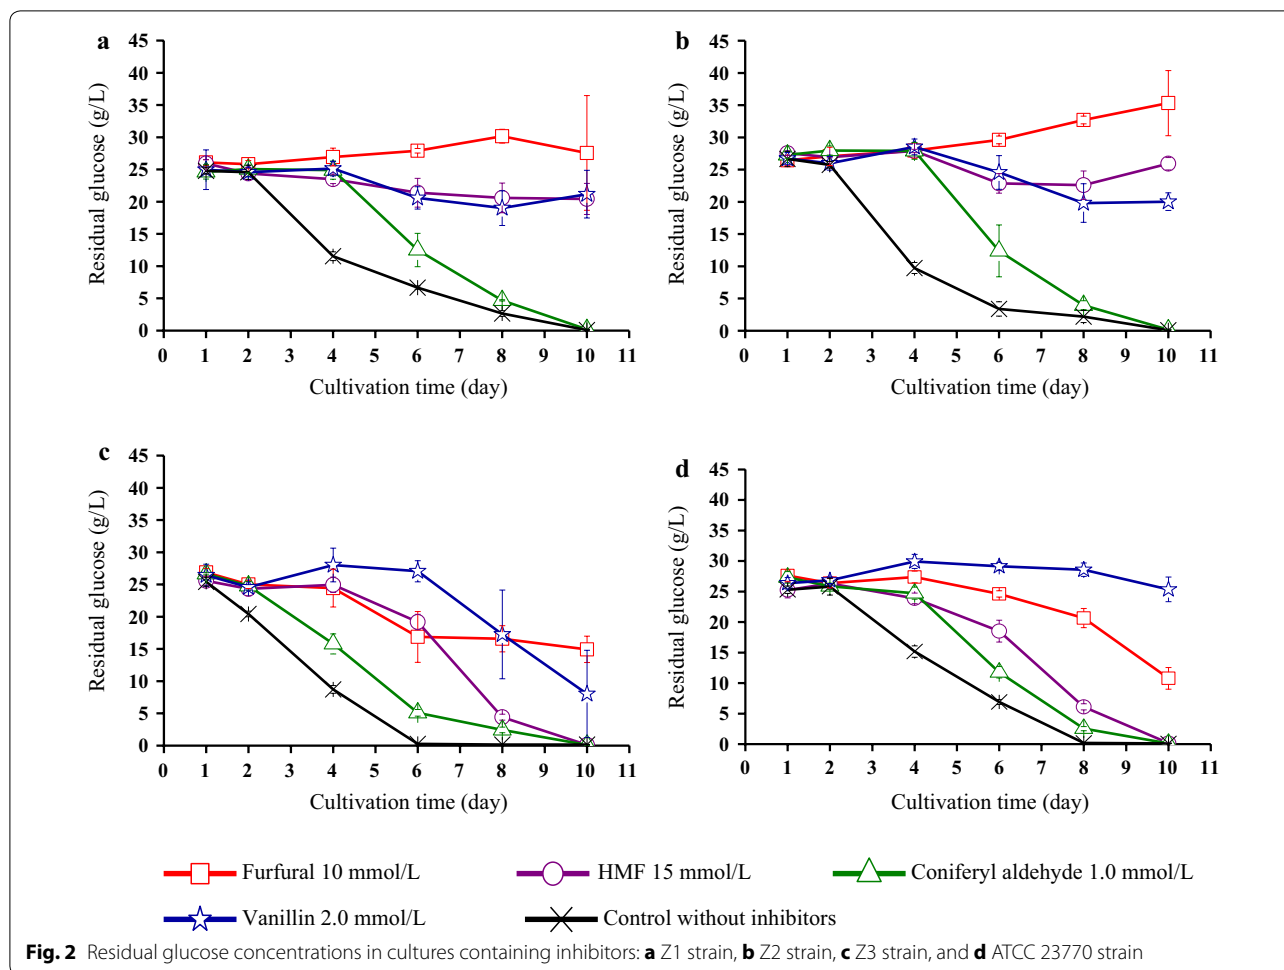 a
45
40
35
30
25
20
15
10
5
0
Residual glucose (g/L)
0 1 2 3 4 5 6 7 8 9 10 11
Cultivation time (day)
b
45
40
35
30
25
20
15
10
5
0
Residual glucose (g/L)
0 1 2 3 4 5 6 7 8 9 10 11
Cultivation time (day)
c
45
40
35
30
25
20
15
10
5
0
Residual glucose (g/L)
0 1 2 3 4 5 6 7 8 9 10 11
Cultivation time (day)
d
45
40
35
30
25
20
15
10
5
0
Residual glucose (g/L)
0 1 2 3 4 5 6 7 8 9 10 11
Cultivation time (day)
Furfural 10 mmol/L HMF 15 mmol/L Coniferyl aldehyde 1.0 mmol/L
Vanillin 2.0 mmol/L Control without inhibitors
Fig. 2 Residual glucose concentrations in cultures containing inhibitors: a Z1 strain, b Z2 strain, c Z3 strain, and d ATCC 23770 strain